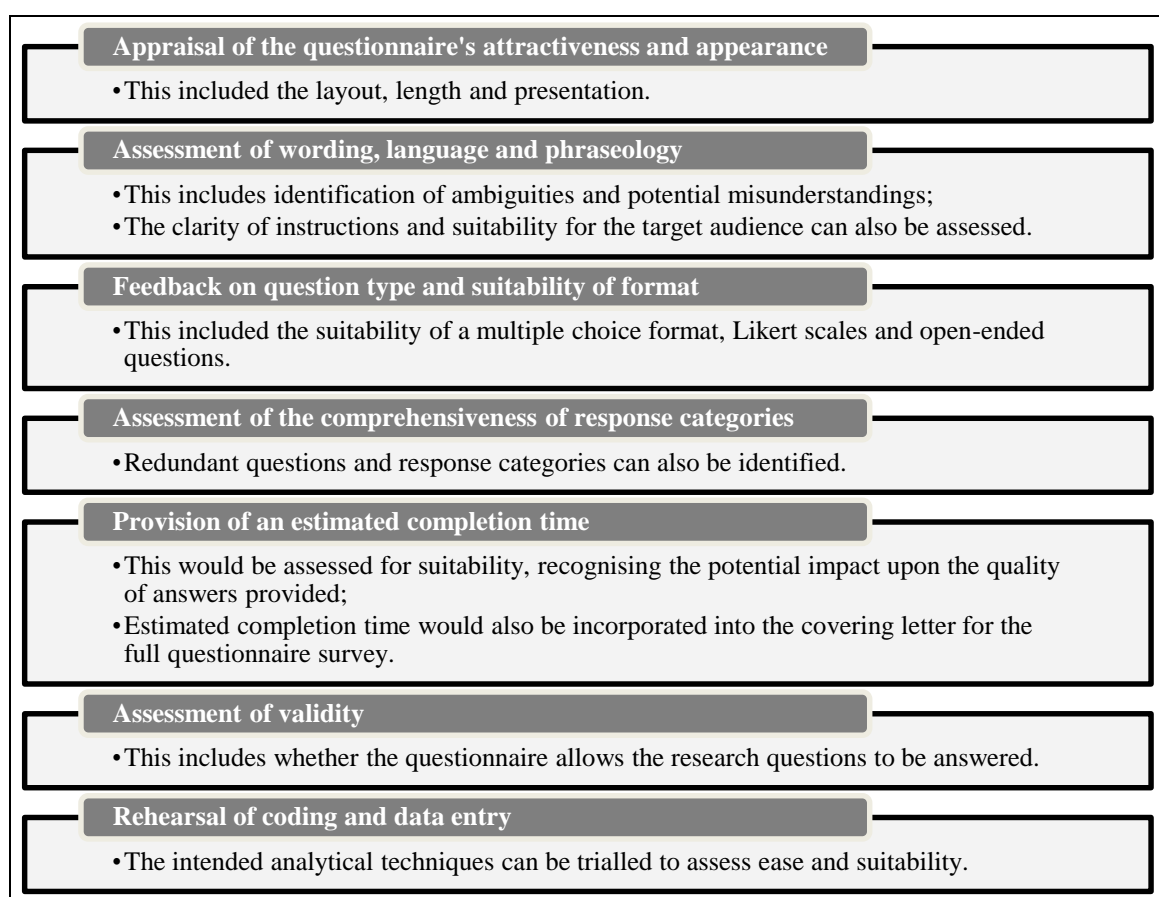 Appraisal of the questionnaire's attractiveness and appearance
•This included the layout, length and presentation.
Assessment of wording, language and phraseology
•This includes identification of ambiguities and potential misunderstandings;
•The clarity of instructions and suitability for the target audience can also be assessed.
Feedback on question type and suitability of format
•This included the suitability of a multiple choice format, Likert scales and open-ended
questions.
Assessment of the comprehensiveness of response categories
•Redundant questions and response categories can also be identified.
Provision of an estimated completion time
•This would be assessed for suitability, recognising the potential impact upon the quality
of answers provided;
•Estimated completion time would also be incorporated into the covering letter for the
full questionnaire survey.
Assessment of validity
•This includes whether the questionnaire allows the research questions to be answered.
Rehearsal of coding and data entry
•The intended analytical techniques can be trialled to assess ease and suitability.